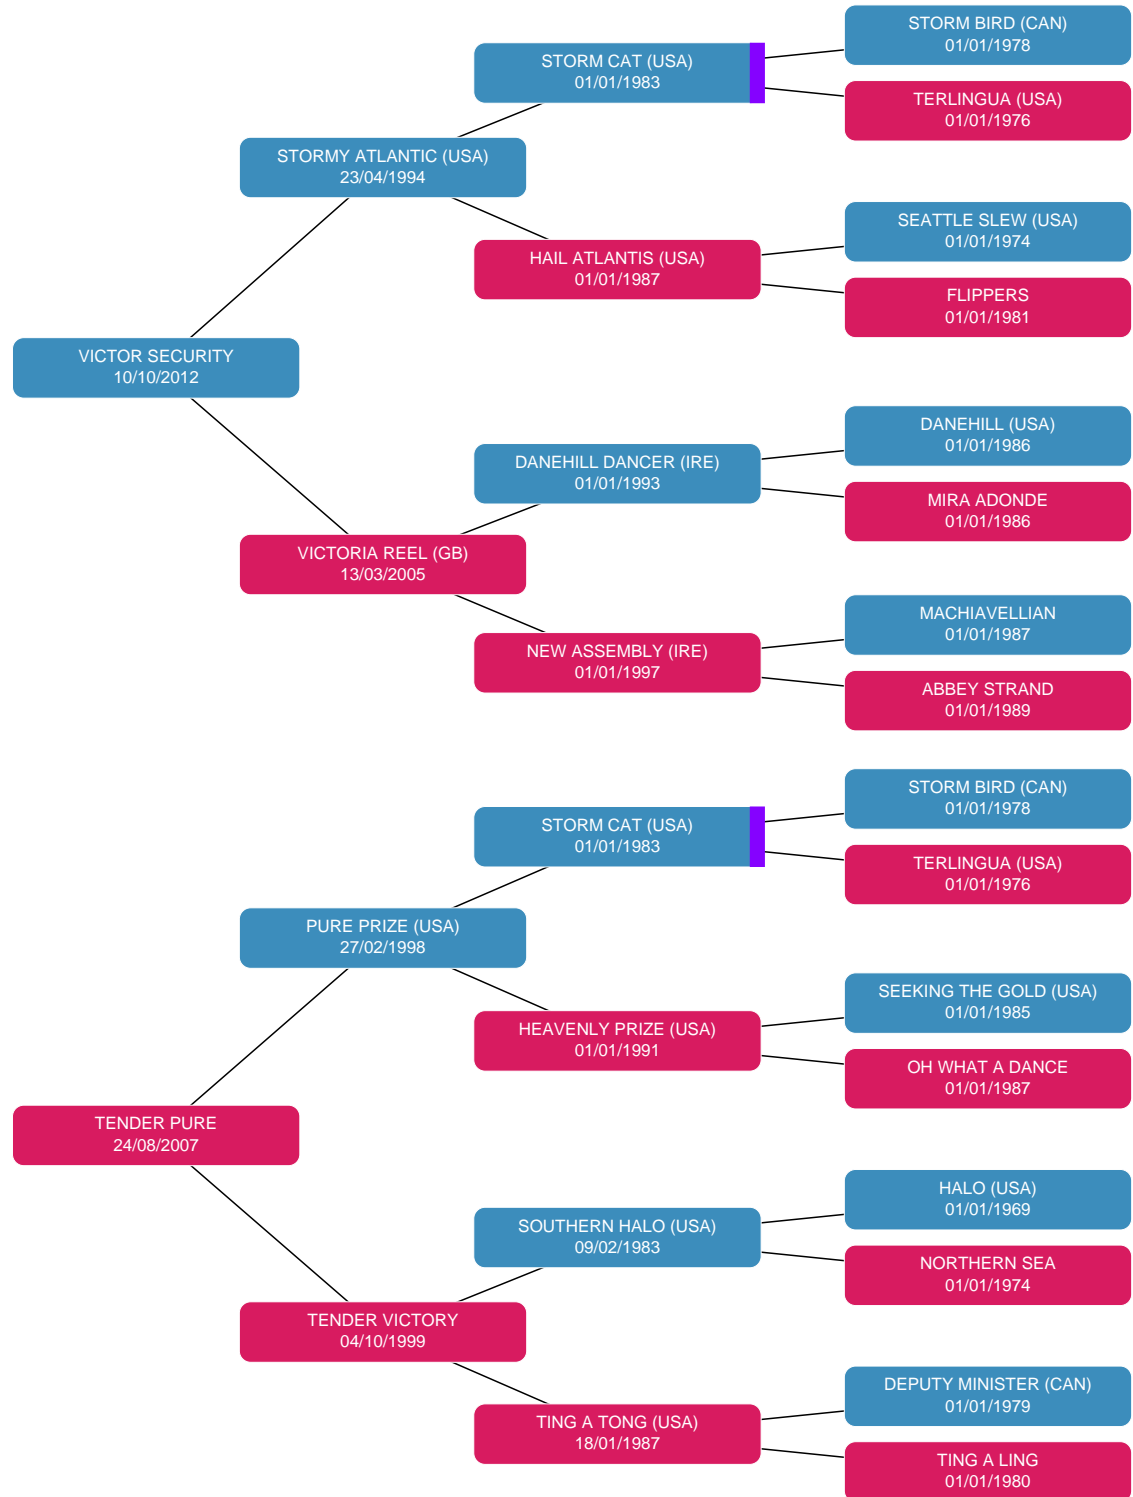 STORM BIRD (CAN)
01/01/1978
STORM CAT (USA)
01/01/1983
TERLINGUA (USA)
01/01/1976
STORMY ATLANTIC (USA)
23/04/1994
SEATTLE SLEW (USA)
01/01/1974
HAIL ATLANTIS (USA)
01/01/1987
FLIPPERS
01/01/1981
VICTOR SECURITY
10/10/2012
DANEHILL (USA)
01/01/1986
DANEHILL DANCER (IRE)
01/01/1993
MIRA ADONDE
01/01/1986
VICTORIA REEL (GB)
13/03/2005
MACHIAVELLIAN
01/01/1987
NEW ASSEMBLY (IRE)
01/01/1997
ABBEY STRAND
01/01/1989
STORM BIRD (CAN)
01/01/1978
STORM CAT (USA)
01/01/1983
TERLINGUA (USA)
01/01/1976
PURE PRIZE (USA)
27/02/1998
SEEKING THE GOLD (USA)
01/01/1985
HEAVENLY PRIZE (USA)
01/01/1991
OH WHAT A DANCE
01/01/1987
TENDER PURE
24/08/2007
HALO (USA)
01/01/1969
SOUTHERN HALO (USA)
09/02/1983
NORTHERN SEA
01/01/1974
TENDER VICTORY
04/10/1999
DEPUTY MINISTER (CAN)
01/01/1979
TING A TONG (USA)
18/01/1987
TING A LING
01/01/1980